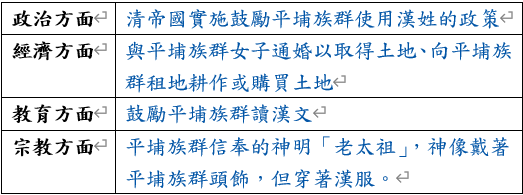 政治方面 清帝國實施鼓勵平埔族群使用漢姓的政策
經濟方面 與平埔族群女子通婚以取得土地、向平埔族
群租地耕作或購買土地
教育方面 鼓勵平埔族群讀漢文
宗教方面 平埔族群信奉的神明「老太祖」，神像戴著
平埔族群頭飾，但穿著漢服。